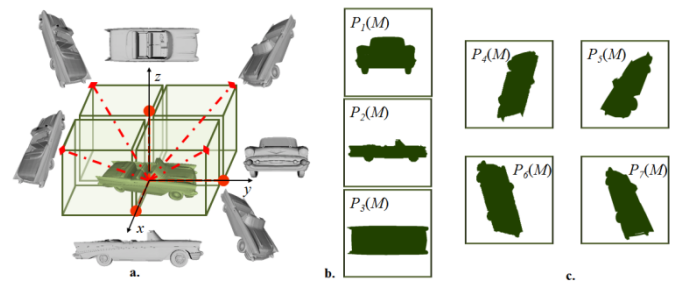 z
y
x
a.
P1(M)
P2(M)
P3(M)
b.
P4(M)
P5(M)
P6(M)
P7(M)
c.